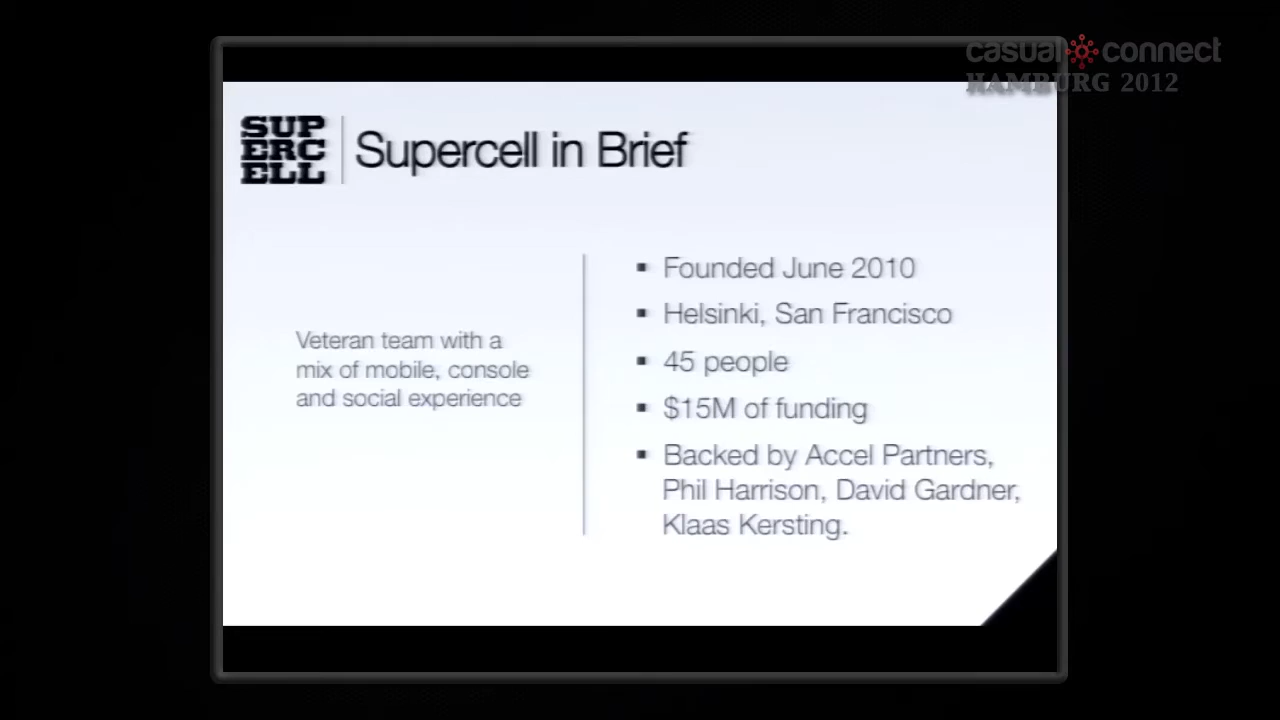 casual connect
HAMBURG 2012
SUP
ERC
ELL
Supercell in Brief
Veteran team with a
mix of mobile, console
and social experience
▪ Founded June 2010
▪ Helsinki, San Francisco
▪ 45 people
▪ $15M of funding
▪ Backed by Accel Partners,
Phil Harrison, David Gardner,
Klaas Kersting.